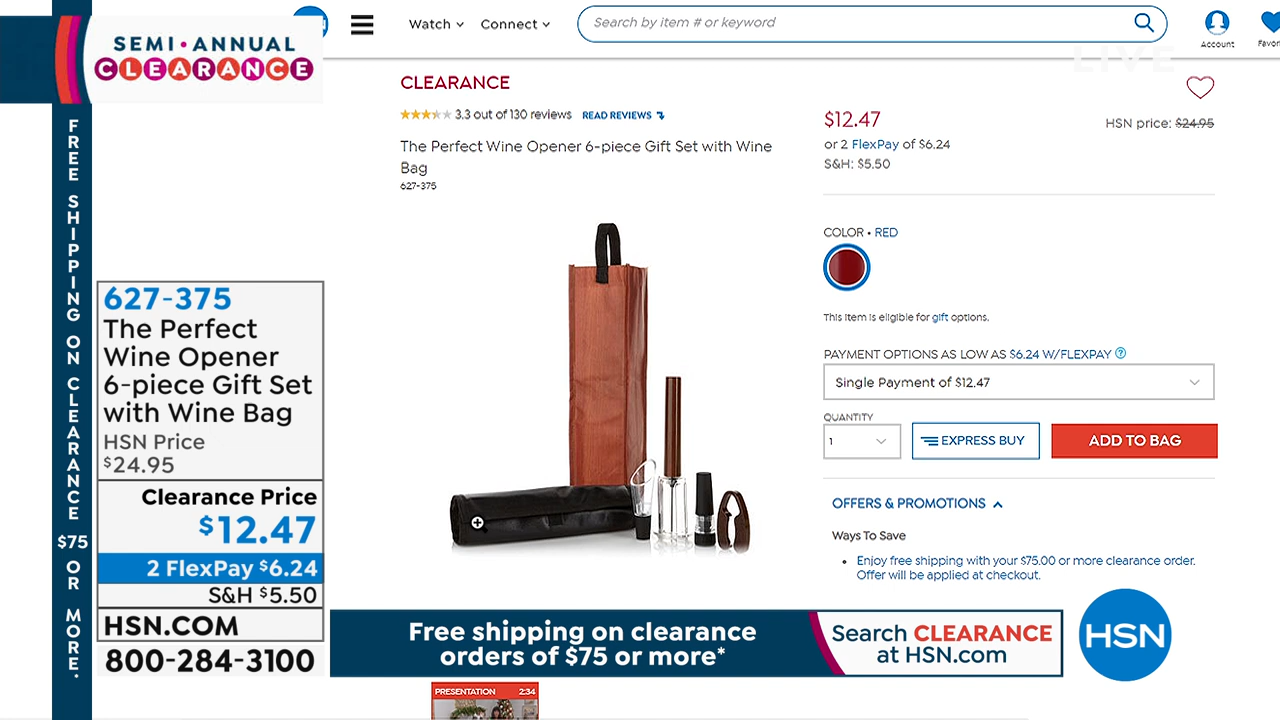 SEMI•ANNUAL
CLEARANCE
FREE SHIPPING ON CLEARANCE $75 OR MORE.
627-375
The Perfect
Wine Opener
6-piece Gift Set
with Wine Bag
HSN Price
$24.95
Clearance Price
$12.47
2 FlexPay $6.24
S&H $5.50
HSN.COM
800-284-3100
Watch
Connect
Search by item # or keyword
Account
LIVE
CLEARANCE
3.3 out of 130 reviews READ REVIEWS
The Perfect Wine Opener 6-piece Gift Set with Wine
Bag
627-375
$12.47
HSN price: $24.95
or 2 FlexPay of $6.24
S&H: $5.50
COLOR • RED
This item is eligible for gift options.
PAYMENT OPTIONS AS LOW AS $6.24 W/FLEXPAY ?
Single Payment of $12.47
QUANTITY
1
EXPRESS BUY
ADD TO BAG
OFFERS & PROMOTIONS
Ways To Save
• Enjoy free shipping with your $75.00 or more clearance order.
Offer will be applied at checkout.
Free shipping on clearance
orders of $75 or more*
Search CLEARANCE
at HSN.com
HSN
PRESENTATION 2:34